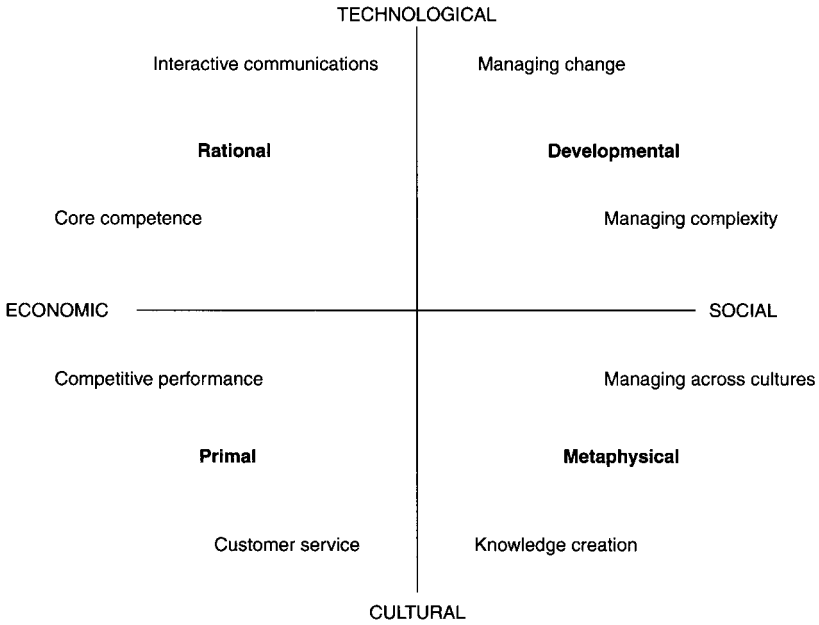 TECHNOLOGICAL
Interactive communications
Managing change
Rational
Developmental
Core competence
Managing complexity
ECONOMIC
SOCIAL
Competitive performance
Managing across cultures
Primal
Metaphysical
Customer service
Knowledge creation
CULTURAL